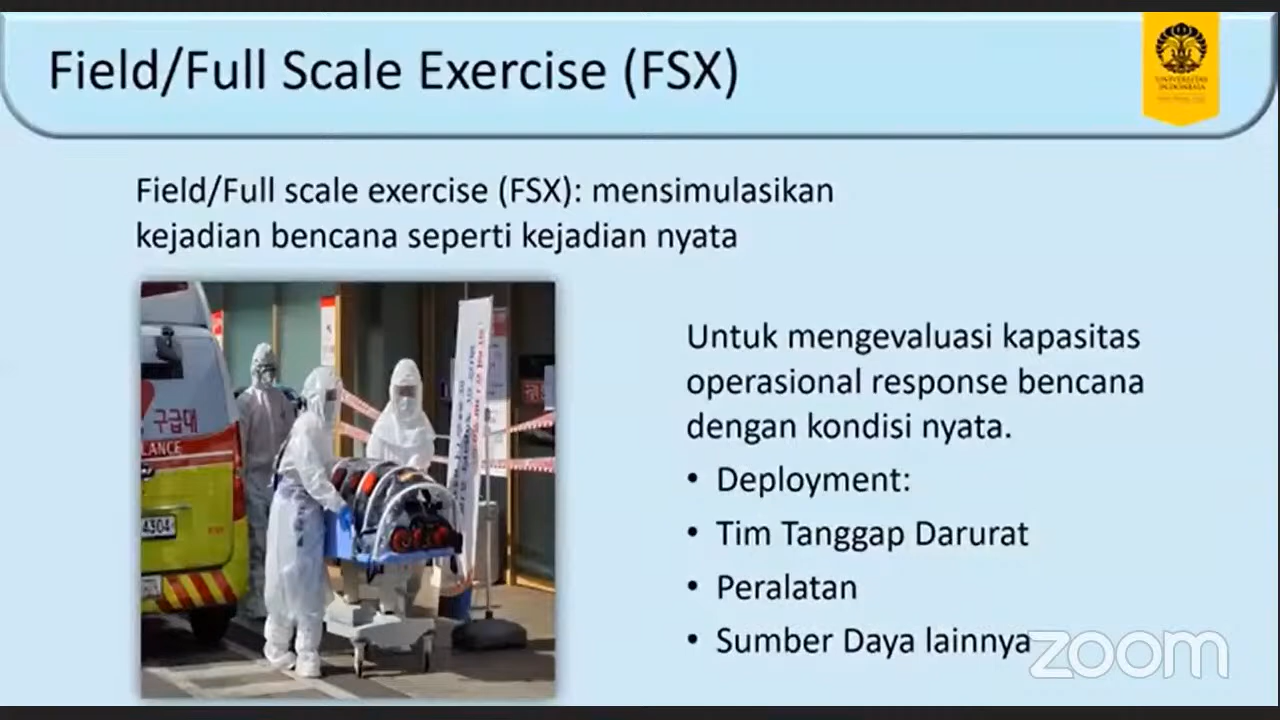 Field/Full Scale Exercise (FSX)
UNIVERSITAS
INDONESIA
Field/Full scale exercise (FSX): mensimulasikan
kejadian bencana seperti kejadian nyata
구급대
LANCE
4304
Untuk mengevaluasi kapasitas
operasional response bencana
dengan kondisi nyata.
• Deployment:
• Tim Tanggap Darurat
• Peralatan
• Sumber Daya lainnya
zoom